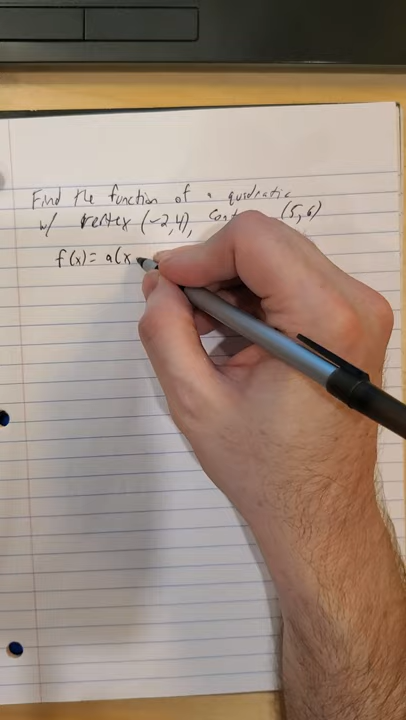 Find the function of a quadratic
w/ vertex (-2,4), (5,6)
f(x)= a(x